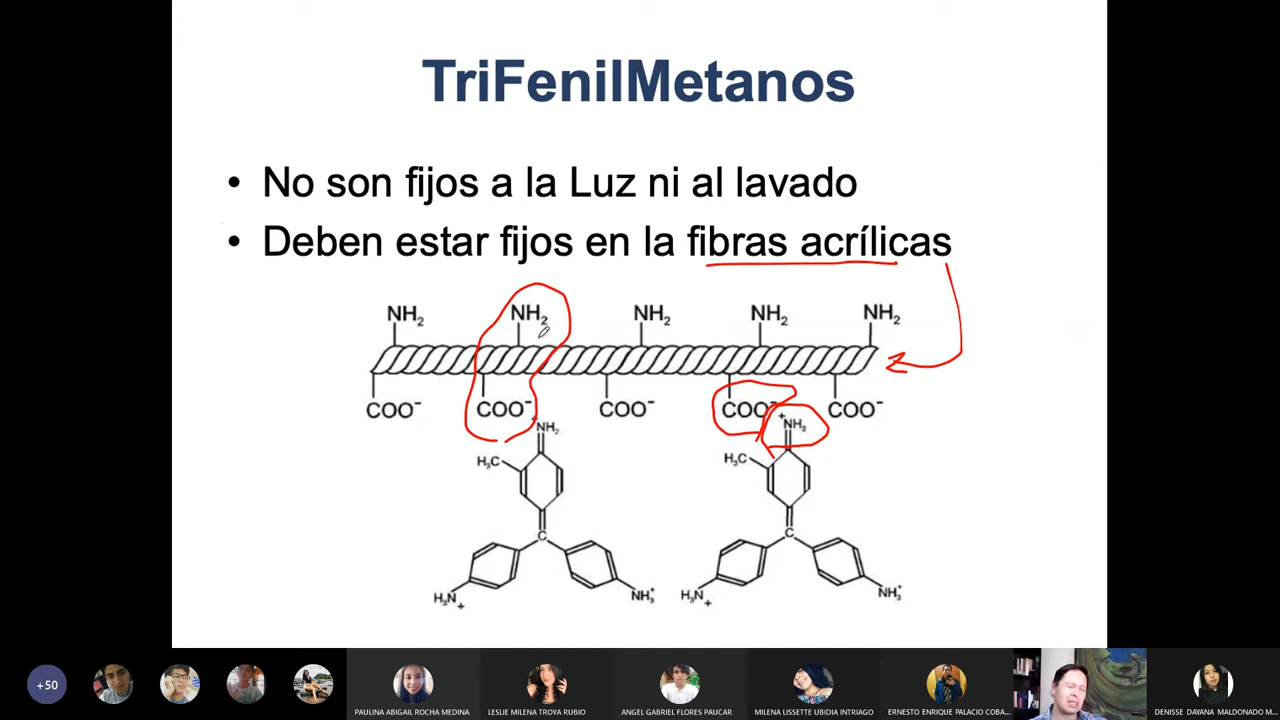 TriFenilMetanos
• No son fijos a la Luz ni al lavado
• Deben estar fijos en la fibras acrílicas
NH₂ NH₂ NH₂ NH₂ NH₂
COO⁻ COO⁻ COO⁻ COO⁻ COO⁻
⁺NH₂ ⁺NH₂
H₃C H₃C
C C
H₃N⁺ NH₃⁺ H₃N⁺ NH₃⁺
+50
PAULINA ABIGAIL ROCHA MEDINA
LESLIE MILENA TROYA RUBIO
ANGEL GABRIEL FLORES PAUCAR
MILENA LISSETTE UBIDIA INTRIAGO
ERNESTO ENRIQUE PALACIO COBA...
DENISSE DAYANA MALDONADO M